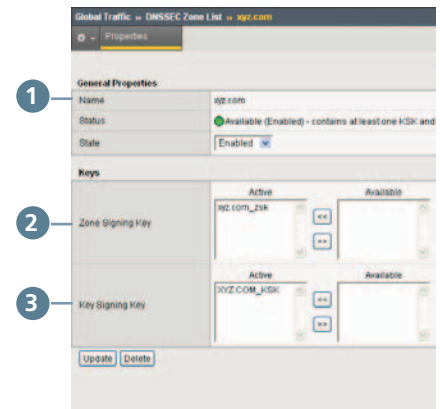 Global Traffic » DNSSEC Zone List » xyz.com
Properties
General Properties
1
Name xyz.com
Status Available (Enabled) - contains at least one KSK and
State Enabled
Keys
2
Zone Signing Key
Active Available
xyz.com_zsk
<<
>>
3
Key Signing Key
Active Available
XYZ.COM_KSK
<<
>>
Update Delete